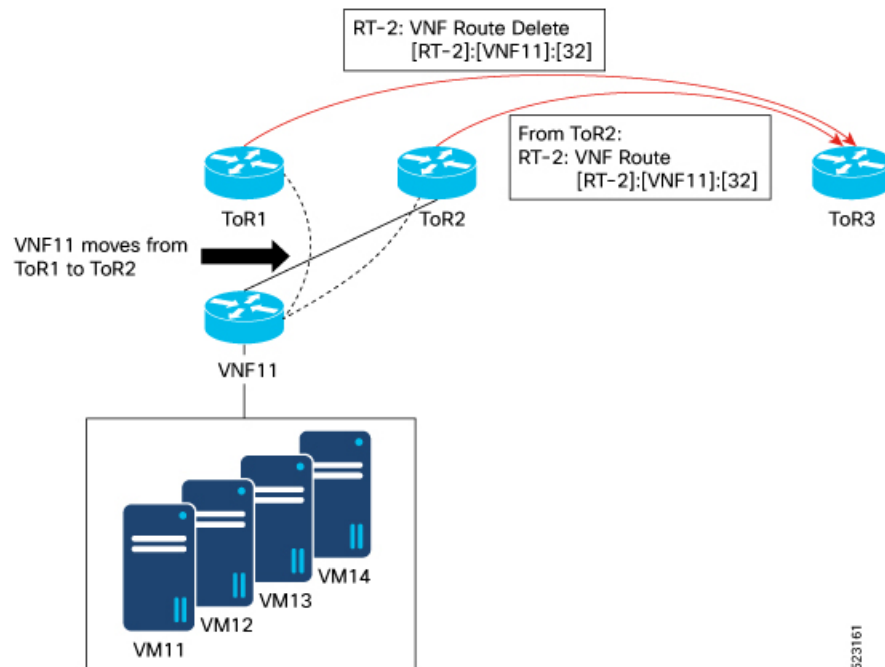 RT-2: VNF Route Delete
[RT-2]:[VNF11]:[32]
From ToR2:
RT-2: VNF Route
[RT-2]:[VNF11]:[32]
ToR1
ToR2
ToR3
VNF11 moves from
ToR1 to ToR2
VNF11
VM14
VM13
VM12
VM11
523161